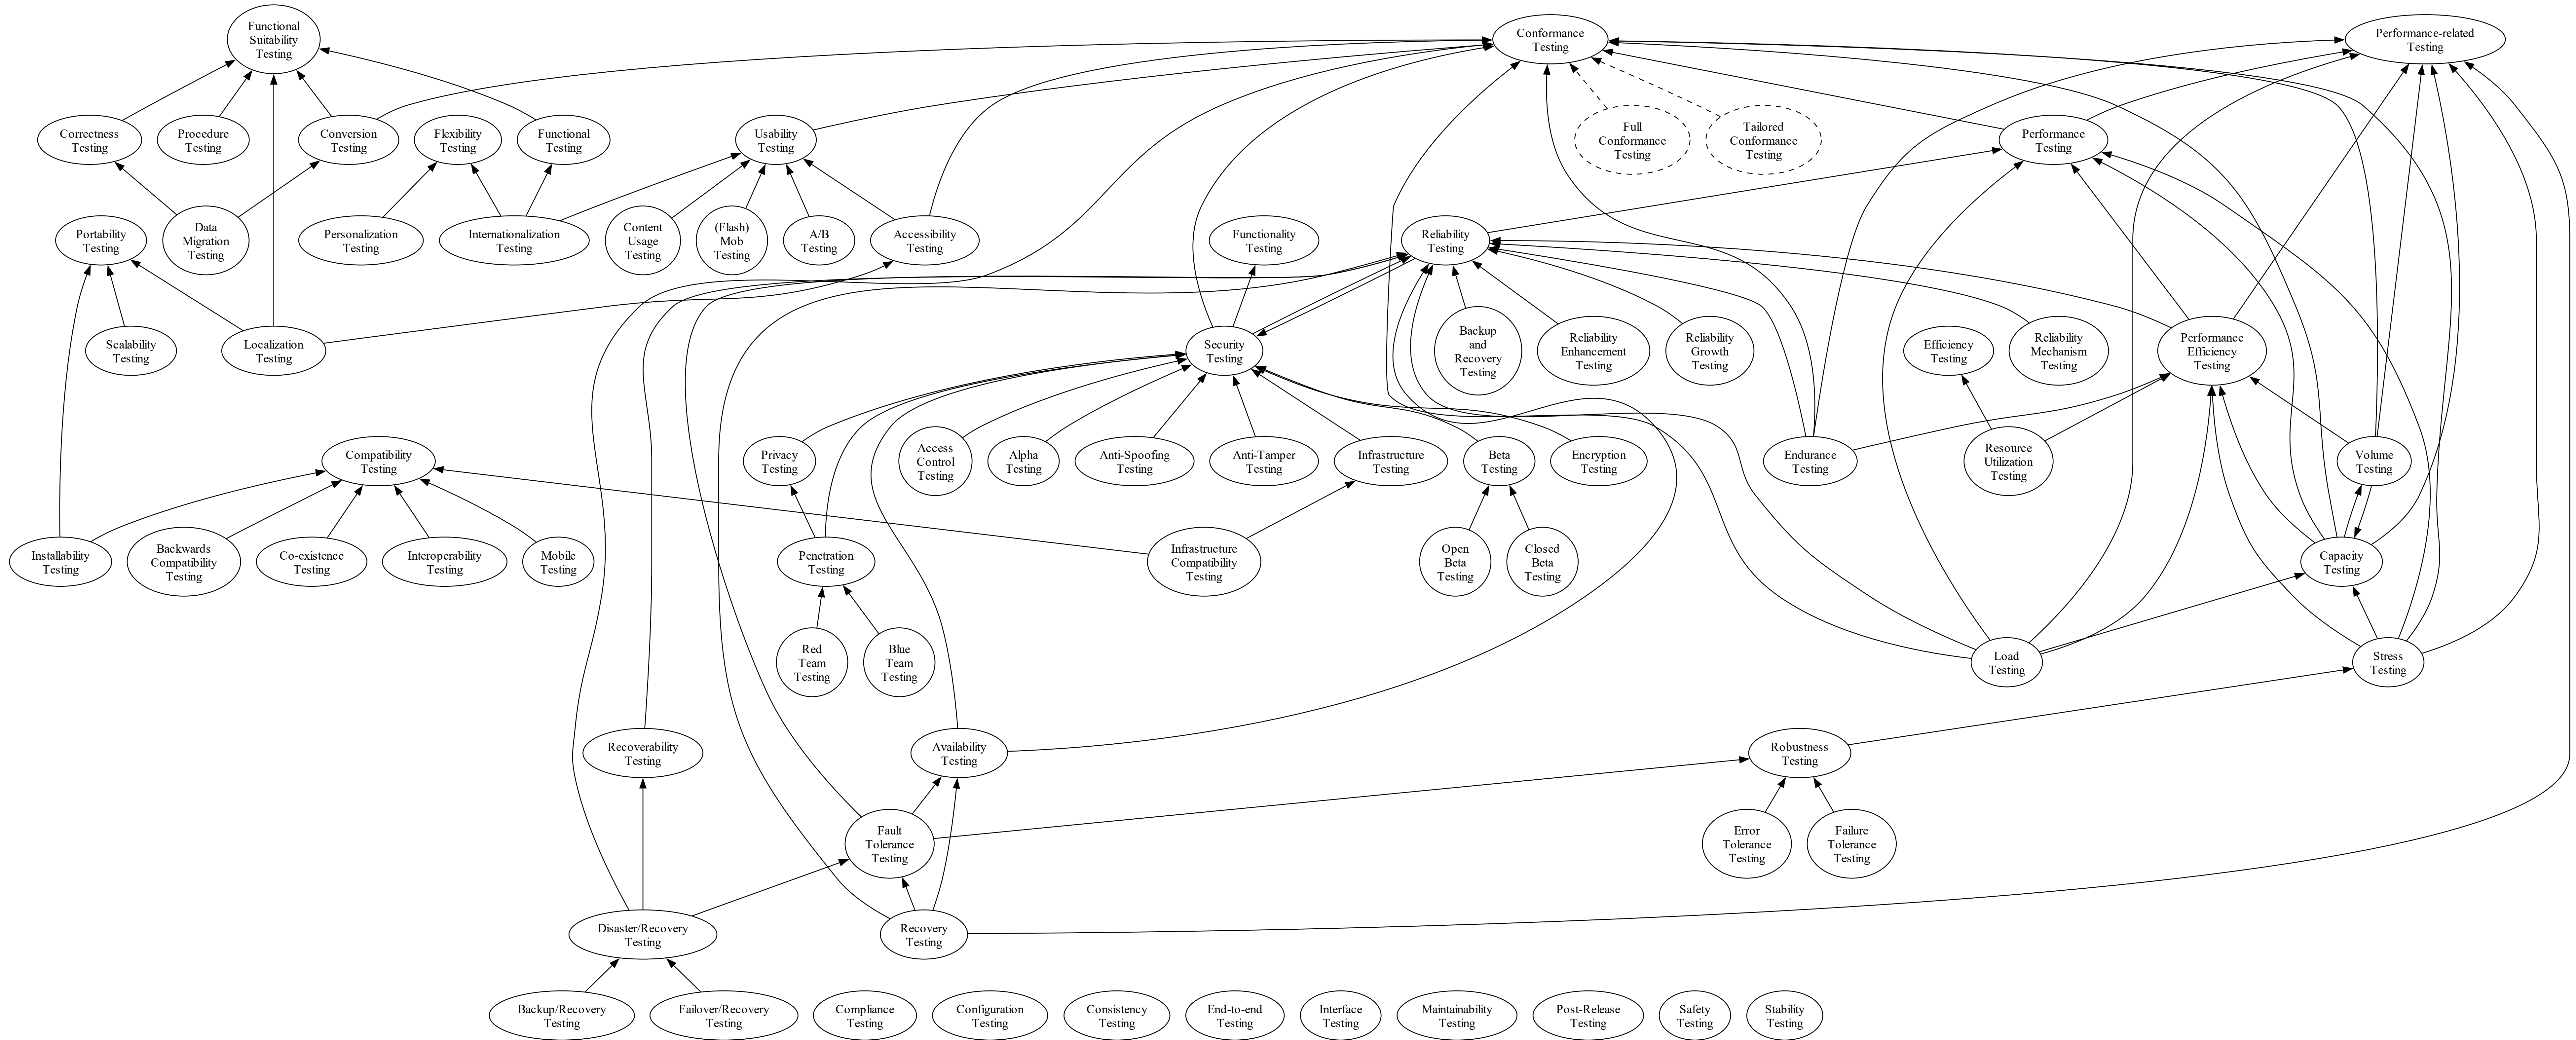 Functional
Suitability
Testing
Conformance
Testing
Performance-related
Testing
Correctness
Testing
Procedure
Testing
Conversion
Testing
Flexibility
Testing
Functional
Testing
Usability
Testing
Full
Conformance
Testing
Tailored
Conformance
Testing
Performance
Testing
Portability
Testing
Data
Migration
Testing
Personalization
Testing
Internationalization
Testing
Content
Usage
Testing
(Flash)
Mob
Testing
A/B
Testing
Accessibility
Testing
Functionality
Testing
Reliability
Testing
Scalability
Testing
Localization
Testing
Security
Testing
Backup
and
Recovery
Testing
Reliability
Enhancement
Testing
Reliability
Growth
Testing
Efficiency
Testing
Reliability
Mechanism
Testing
Performance
Efficiency
Testing
Compatibility
Testing
Privacy
Testing
Access
Control
Testing
Alpha
Testing
Anti-Spoofing
Testing
Anti-Tamper
Testing
Infrastructure
Testing
Beta
Testing
Encryption
Testing
Endurance
Testing
Resource
Utilization
Testing
Volume
Testing
Installability
Testing
Backwards
Compatibility
Testing
Co-existence
Testing
Interoperability
Testing
Mobile
Testing
Penetration
Testing
Infrastructure
Compatibility
Testing
Open
Beta
Testing
Closed
Beta
Testing
Capacity
Testing
Red
Team
Testing
Blue
Team
Testing
Load
Testing
Stress
Testing
Recoverability
Testing
Availability
Testing
Robustness
Testing
Fault
Tolerance
Testing
Error
Tolerance
Testing
Failure
Tolerance
Testing
Disaster/Recovery
Testing
Recovery
Testing
Backup/Recovery
Testing
Failover/Recovery
Testing
Compliance
Testing
Configuration
Testing
Consistency
Testing
End-to-end
Testing
Interface
Testing
Maintainability
Testing
Post-Release
Testing
Safety
Testing
Stability
Testing